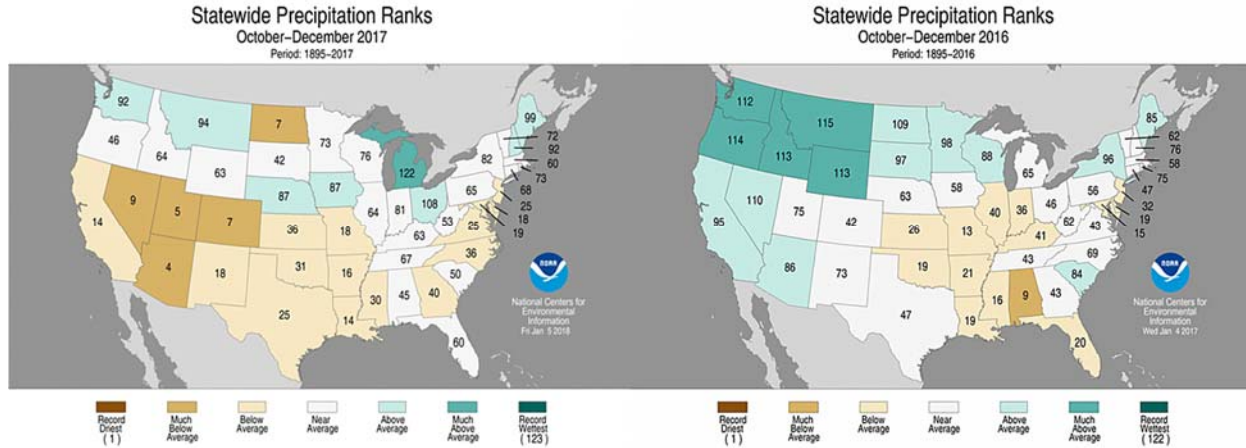 Statewide Precipitation Ranks
October–December 2017
Period: 1895–2017
92
94
7
73
99
46
64
63
42
76
122
82
72
92
60
73
68
25
18
19
87
87
64
81
108
65
53
25
14
9
5
7
36
18
63
36
67
4
18
31
16
50
25
14
30
45
40
60
NOAA
National Centers for
Environmental
Information
Fri Jan 5 2018
Record
Driest
(1)
Much
Below
Average
Below
Average
Near
Average
Above
Average
Much
Above
Average
Record
Wettest
(123)
Statewide Precipitation Ranks
October–December 2016
Period: 1895–2016
112
115
109
98
85
114
113
113
97
88
65
96
62
76
58
75
47
32
19
15
63
58
40
36
46
56
62
43
95
110
75
42
26
13
41
69
43
86
73
19
21
84
47
19
16
9
43
20
NOAA
National Centers for
Environmental
Information
Wed Jan 4 2017
Record
Driest
(1)
Much
Below
Average
Below
Average
Near
Average
Above
Average
Much
Above
Average
Record
Wettest
(122)